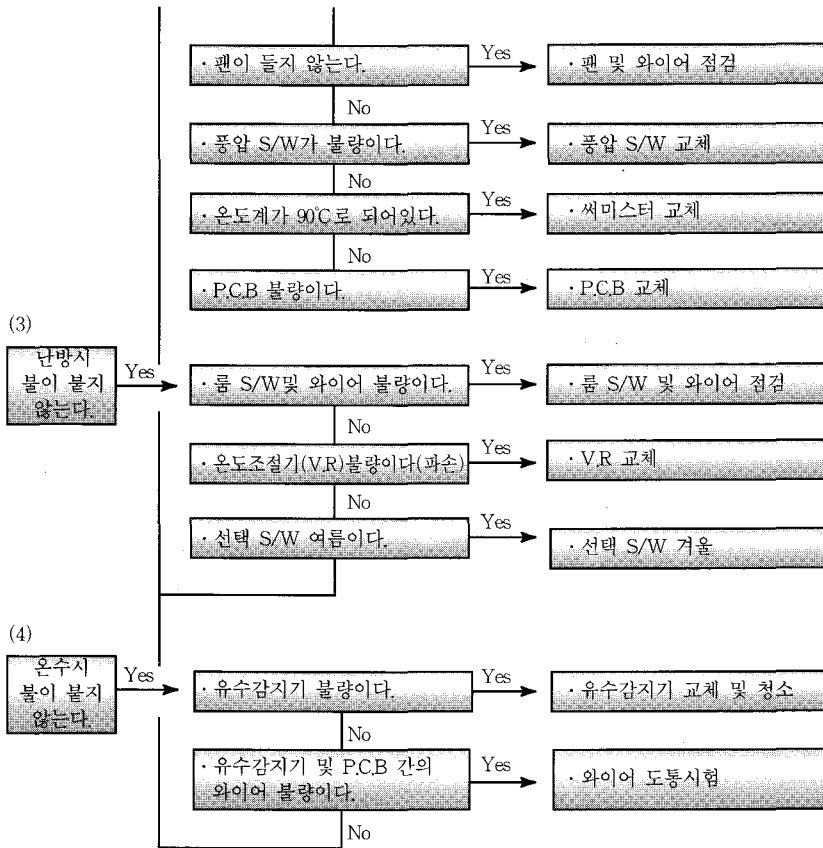 · 팬이 들지 않는다.
Yes
· 팬 및 와이어 점검
No
· 풍압 S/W가 불량이다.
Yes
· 풍압 S/W 교체
No
· 온도계가 90℃로 되어있다.
Yes
· 써미스터 교체
No
· P.C.B 불량이다.
Yes
· P.C.B 교체
(3)
난방시
불이 붙지
않는다.
Yes
· 룸 S/W및 와이어 불량이다.
Yes
· 룸 S/W 및 와이어 점검
No
· 온도조절기(V.R)불량이다(파손)
Yes
· V.R 교체
No
· 선택 S/W 여름이다.
Yes
· 선택 S/W 겨울
(4)
온수시
불이 붙지
않는다.
Yes
· 유수감지기 불량이다.
Yes
· 유수감지기 교체 및 청소
No
· 유수감지기 및 P.C.B 간의
와이어 불량이다.
Yes
· 와이어 도통시험
No